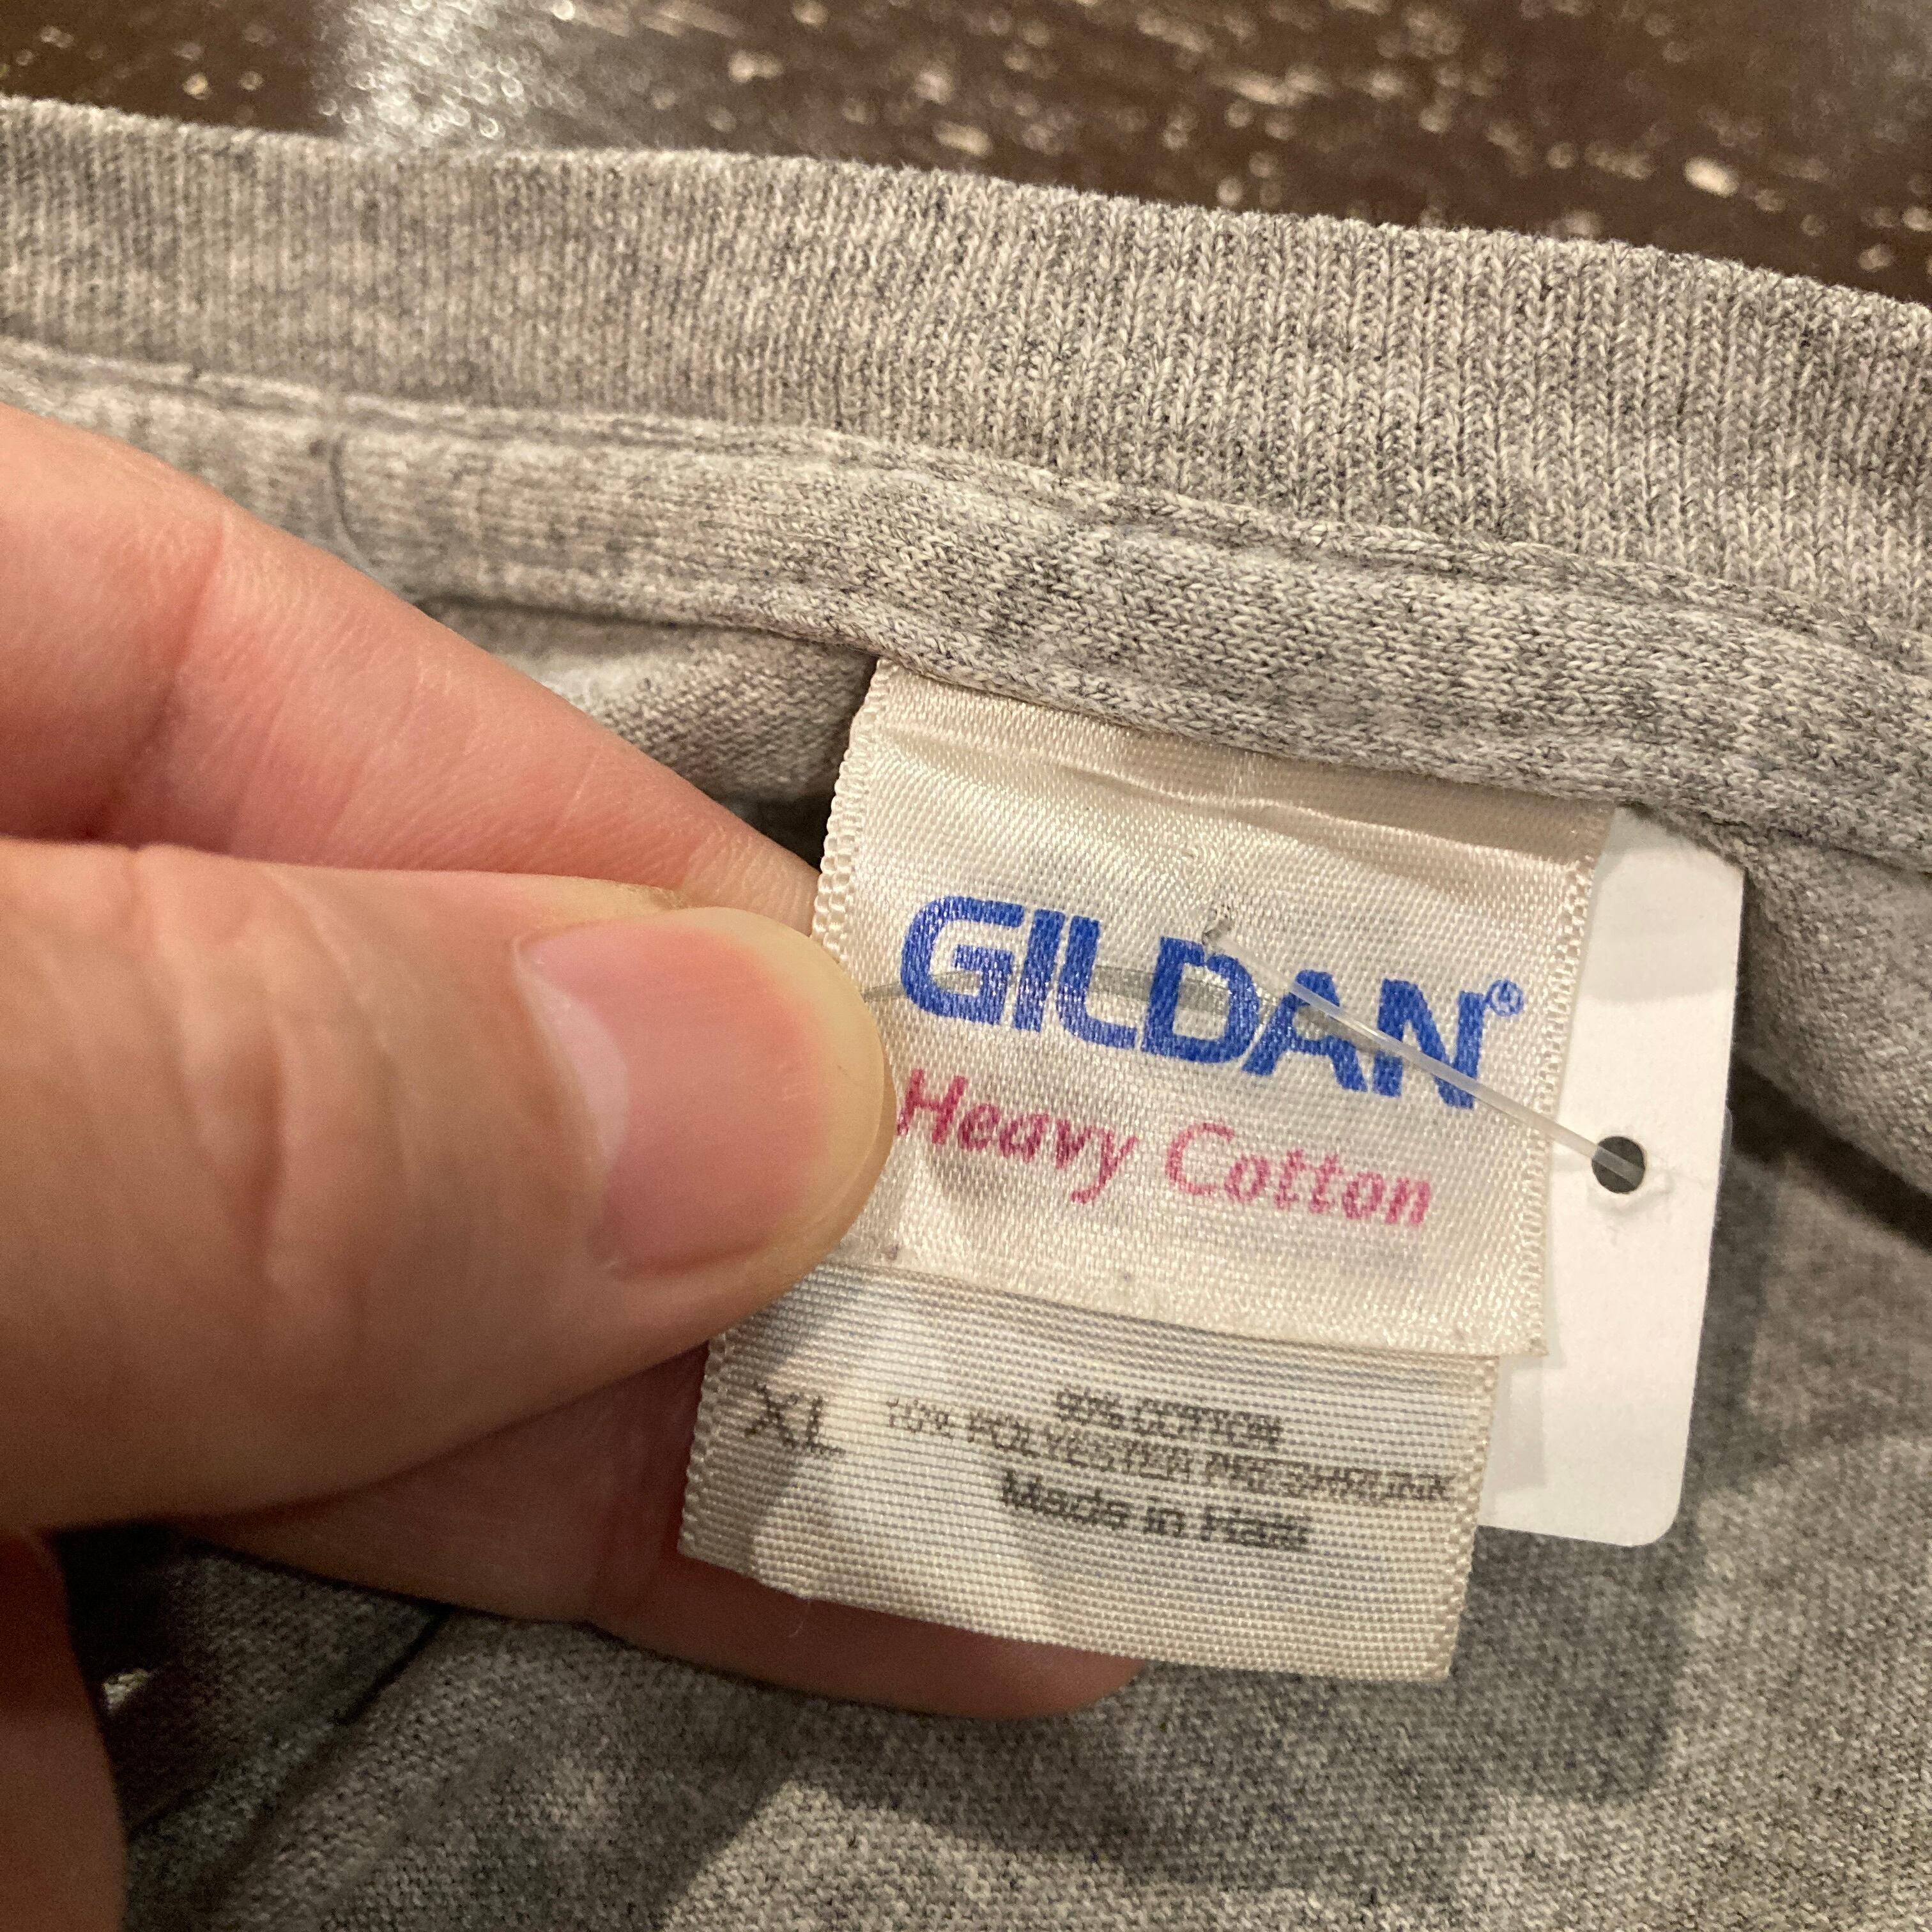 GILDAN®
Heavy Cotton
XL
90% COTTON
10% POLYESTER PRESHRUNK
Made in Haiti